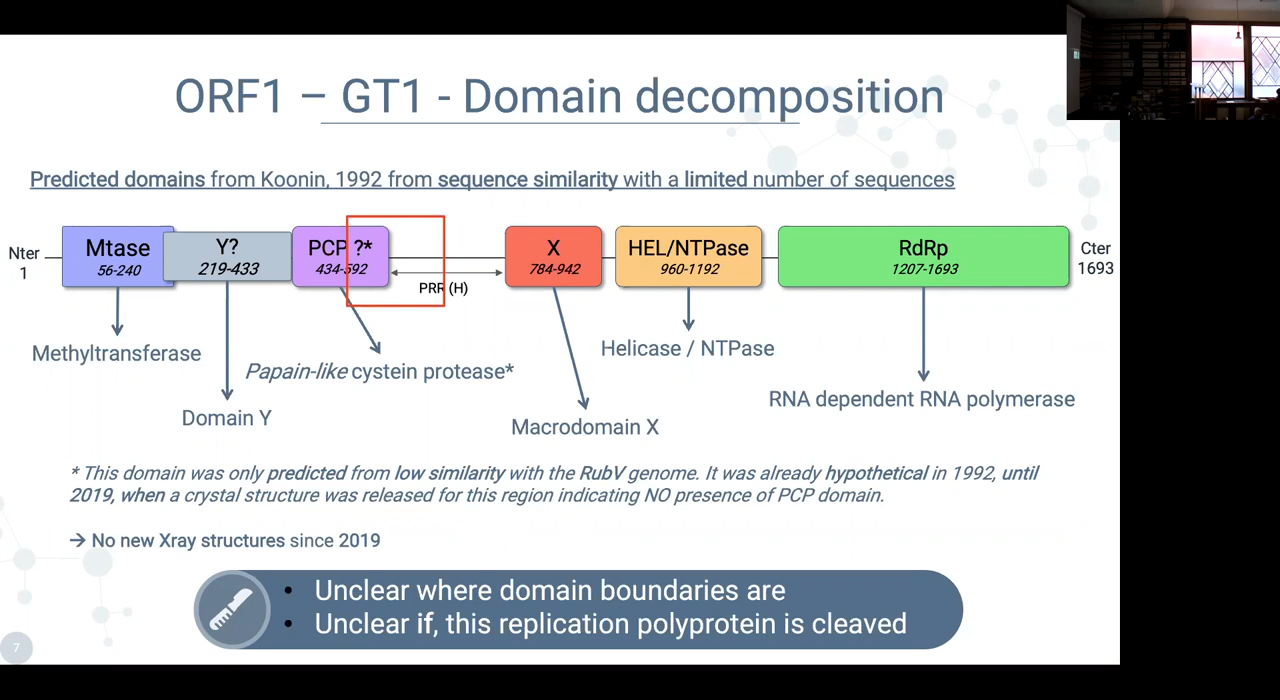 ORF1 – GT1 - Domain decomposition
Predicted domains from Koonin, 1992 from sequence similarity with a limited number of sequences
Nter
1
Mtase
56-240
Y?
219-433
PCP ?*
434-592
PRR (H)
X
784-942
HEL/NTPase
960-1192
RdRp
1207-1693
Cter
1693
Methyltransferase
Domain Y
Papain-like cystein protease*
Macrodomain X
Helicase / NTPase
RNA dependent RNA polymerase
* This domain was only predicted from low similarity with the RubV genome. It was already hypothetical in 1992, until
2019, when a crystal structure was released for this region indicating NO presence of PCP domain.
→ No new Xray structures since 2019
• Unclear where domain boundaries are
• Unclear if, this replication polyprotein is cleaved
7